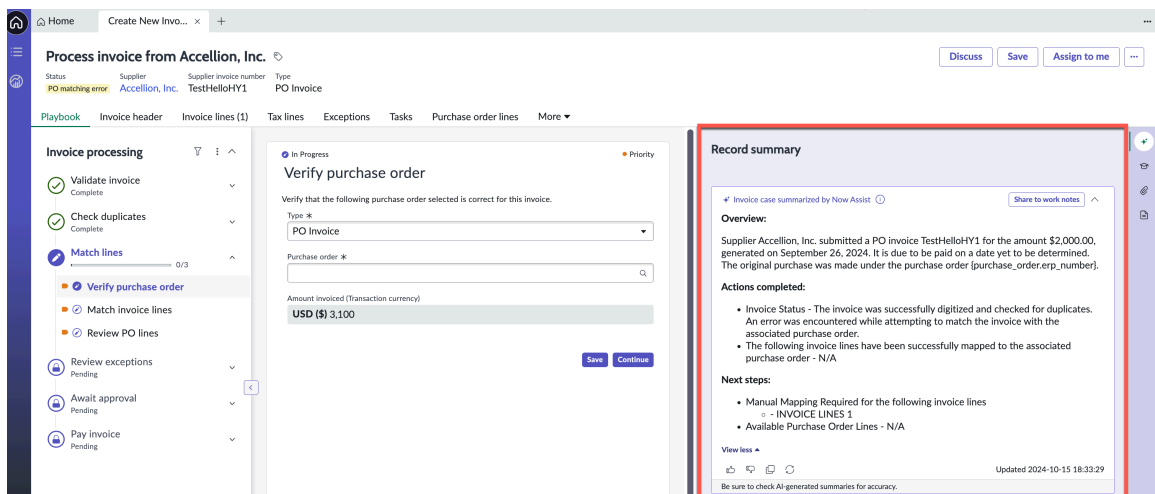 Home
Create New Invo... × +
Process invoice from Accellion, Inc.
Discuss
Save
Assign to me
Status
Supplier
Supplier invoice number
Type
PO matching error
Accellion, Inc.
TestHelloHY1
PO Invoice
Playbook
Invoice header
Invoice lines (1)
Tax lines
Exceptions
Tasks
Purchase order lines
More
Invoice processing
Validate invoice
Complete
Check duplicates
Complete
Match lines
0/3
Verify purchase order
Match invoice lines
Review PO lines
Review exceptions
Pending
Await approval
Pending
Pay invoice
Pending
In Progress
Priority
Verify purchase order
Verify that the following purchase order selected is correct for this invoice.
Type *
PO Invoice
Purchase order *
Amount invoiced (Transaction currency)
USD ($) 3,100
Save
Continue
Record summary
Invoice case summarized by Now Assist
Share to work notes
Overview:
Supplier Accellion, Inc. submitted a PO invoice TestHelloHY1 for the amount $2,000.00,
generated on September 26, 2024. It is due to be paid on a date yet to be determined.
The original purchase was made under the purchase order {purchase_order.erp_number}.
Actions completed:
• Invoice Status - The invoice was successfully digitized and checked for duplicates.
An error was encountered while attempting to match the invoice with the
associated purchase order.
• The following invoice lines have been successfully mapped to the associated
purchase order - N/A
Next steps:
• Manual Mapping Required for the following invoice lines
◦ - INVOICE LINES 1
• Available Purchase Order Lines - N/A
View less
Updated 2024-10-15 18:33:29
Be sure to check AI-generated summaries for accuracy.